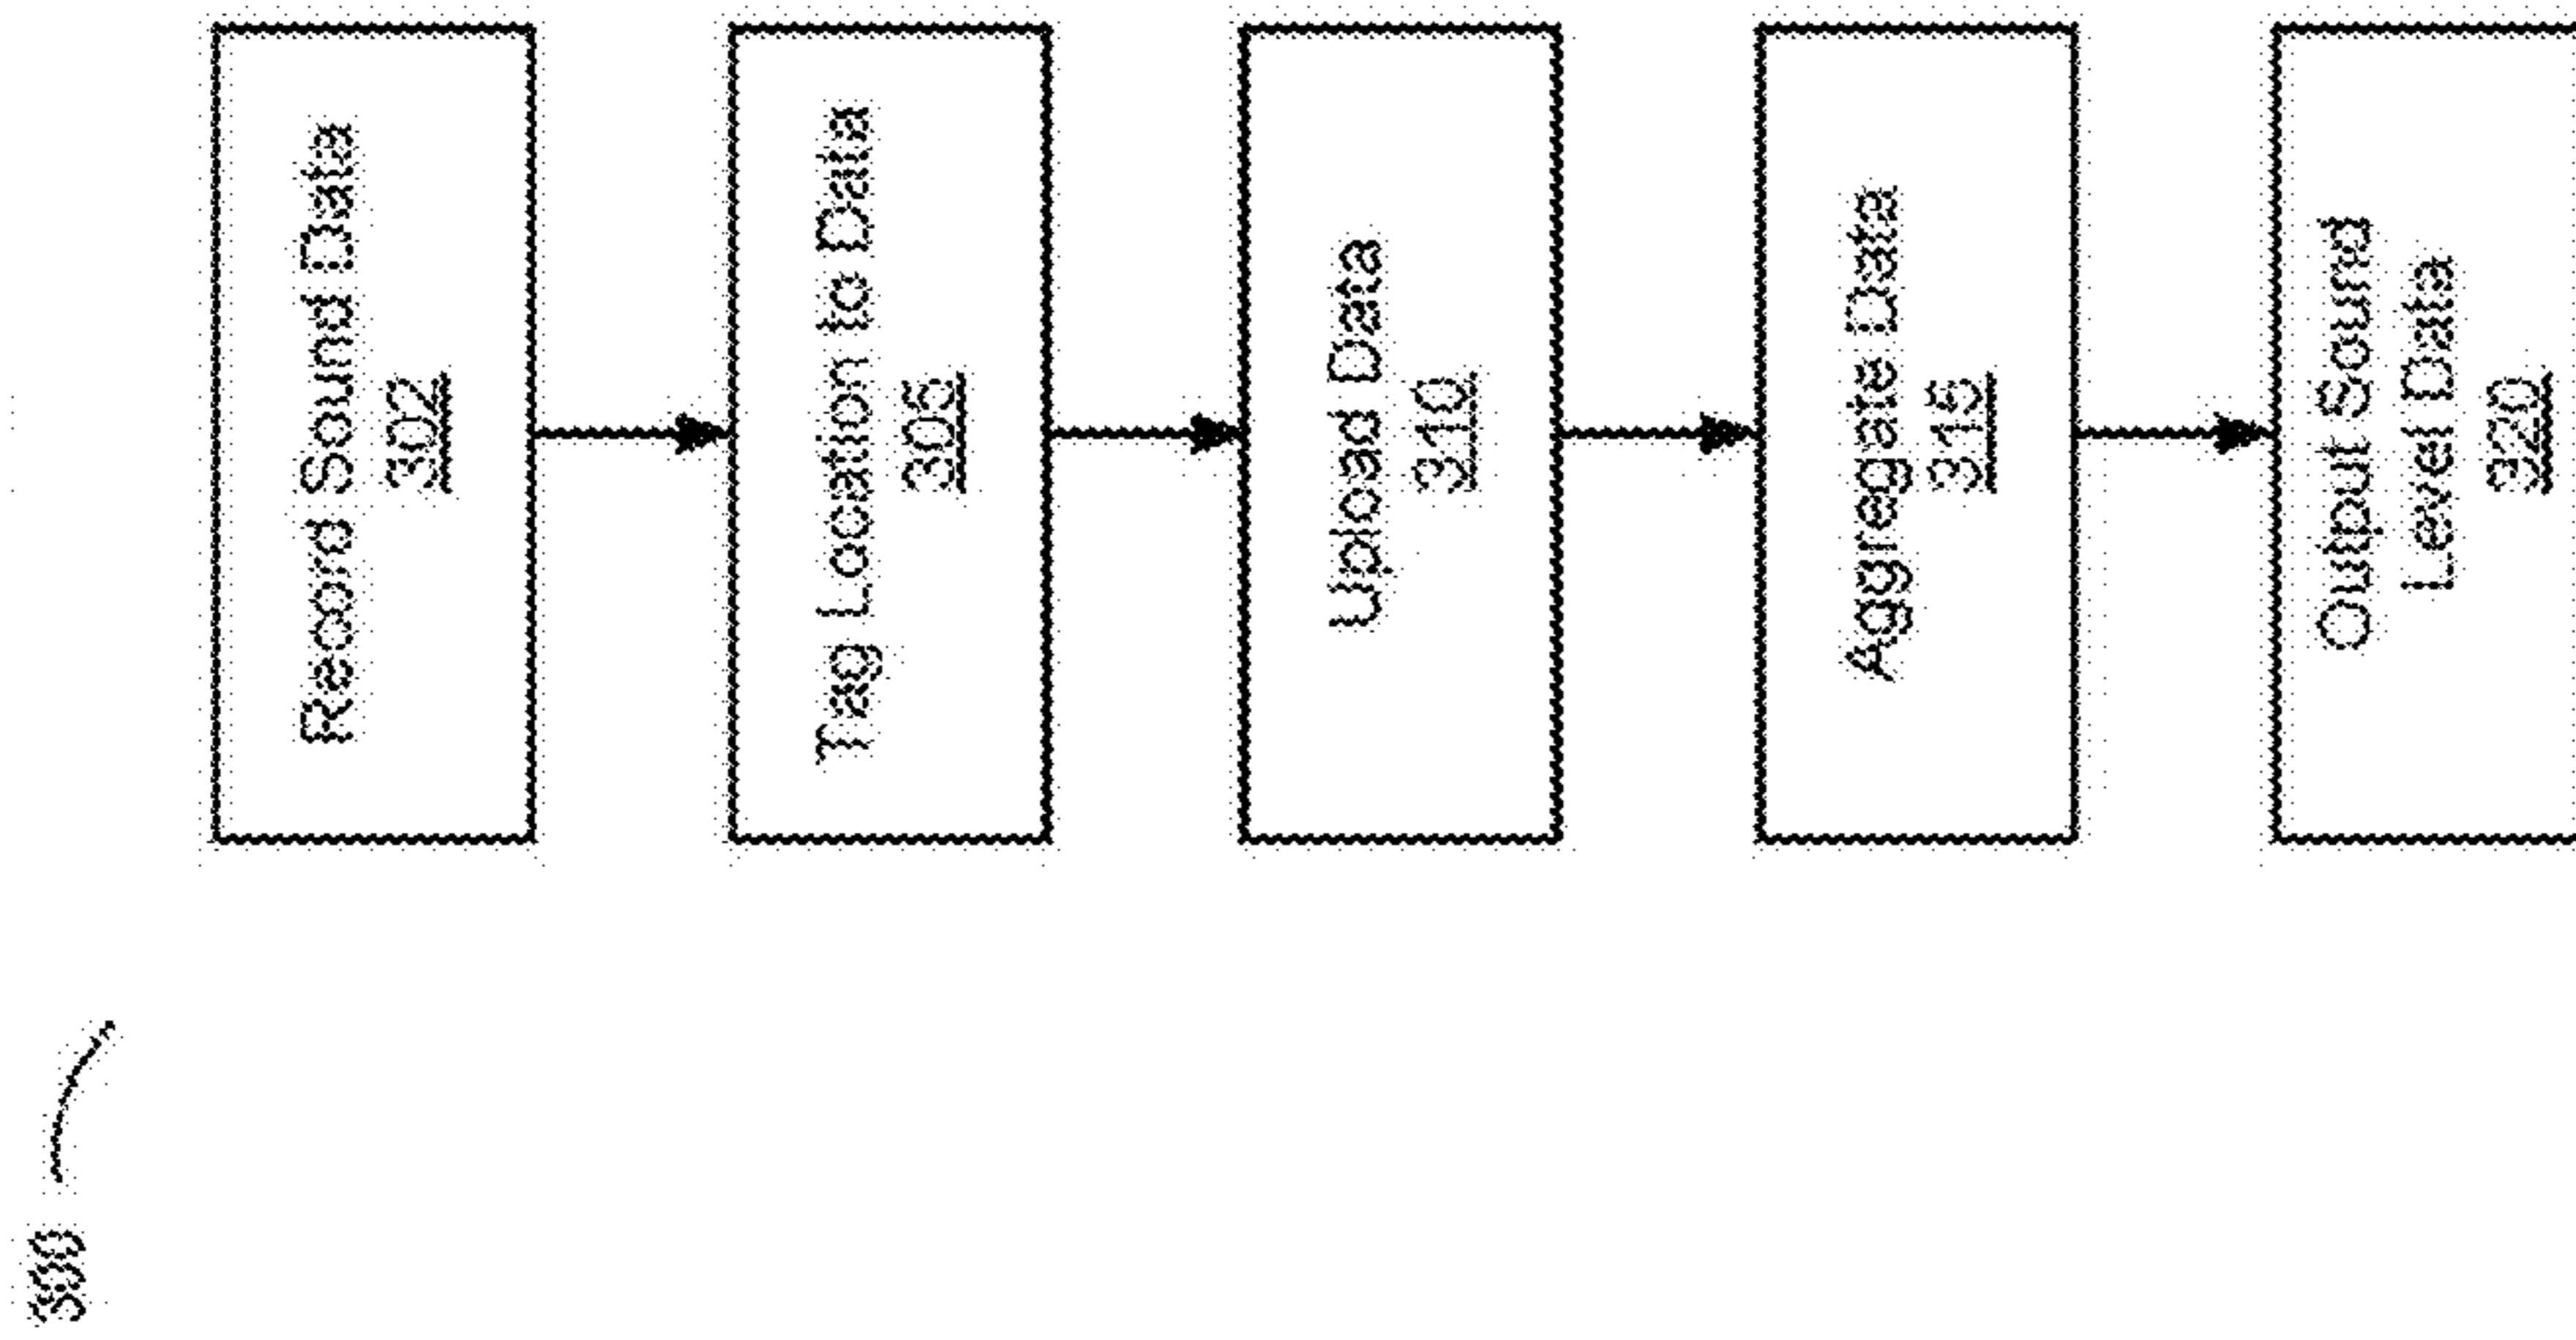 300
Record Sound Data
302
Tag Location to Data
305
Upload Data
310
Aggregate Data
315
Output Sound
Level Data
320